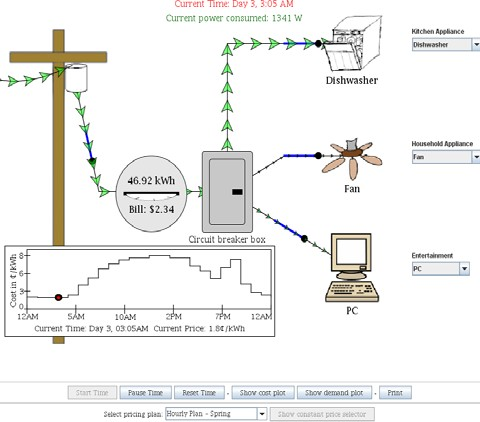 Current Time: Day 3, 3:05 AM
Current power consumed: 1341 W
Kitchen Appliance
Dishwasher
Dishwasher
Household Appliance
Fan
Fan
46.92 kWh
Bill: $2.34
Circuit breaker box
Entertainment
PC
PC
Cost in ¢/kWh
8
6
3
0
12AM 5AM 10AM 2PM 7PM 12AM
Current Time: Day 3, 03:05AM Current Price: 1.8¢/kWh
Start Time Pause Time Reset Time - Show cost plot Show demand plot - Print
Select pricing plan: Hourly Plan - Spring Show constant price selector